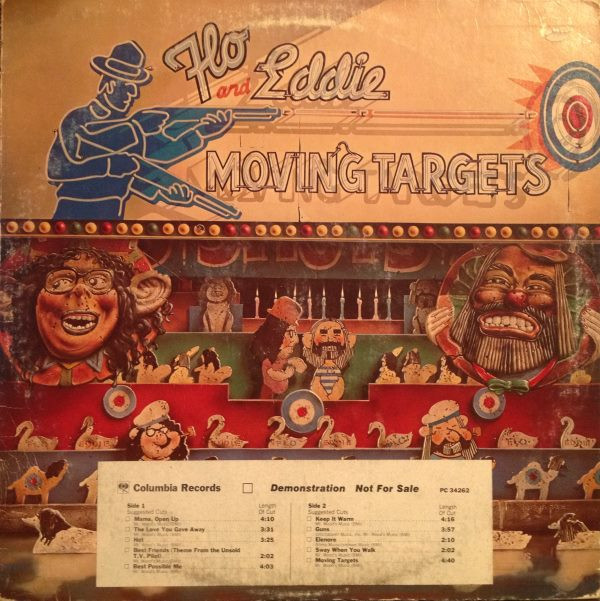 Flo
and Eddie
MOVING TARGETS
Columbia Records Demonstration Not For Sale PC 34262
Side 1 Length
Suggested Cuts Of Cut
Mama, Open Up 4:10
The Love You Gave Away 3:31
Hot 3:25
Best Friends (Theme From the Unsold
T.V. Pilot) 2:02
Best Possible Me 4:03
Side 2 Length
Suggested Cuts Of Cut
Keep It Warm 4:16
Guns 3:57
Elenore 2:10
Sway When You Walk 2:02
Moving Targets 4:40